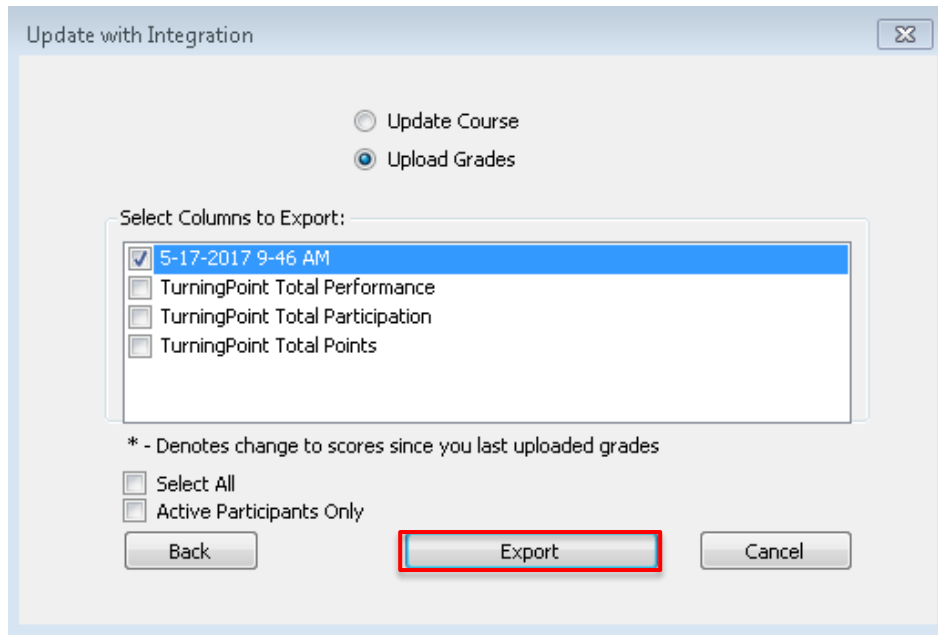 Update with Integration
Update Course
Upload Grades
Select Columns to Export:
5-17-2017 9-46 AM
TurningPoint Total Performance
TurningPoint Total Participation
TurningPoint Total Points
* - Denotes change to scores since you last uploaded grades
Select All
Active Participants Only
Back Export Cancel